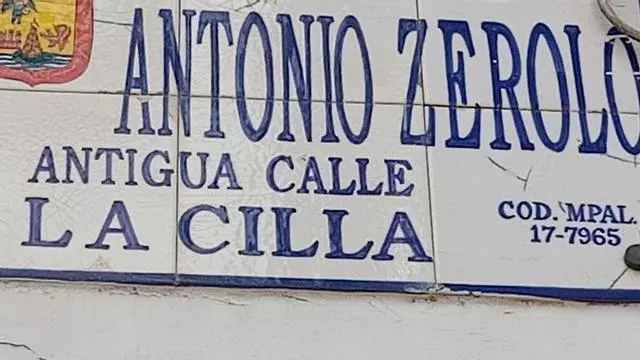 ANTONIO ZEROLO
ANTIGUA CALLE
LA CILLA
COD. MPAL.
17-7965